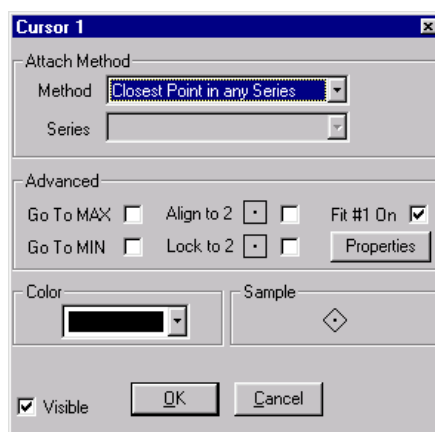 Cursor 1
Attach Method
Method Closest Point in any Series
Series
Advanced
Go To MAX Align to 2 Fit #1 On
Go To MIN Lock to 2 Properties
Color Sample
Visible OK Cancel